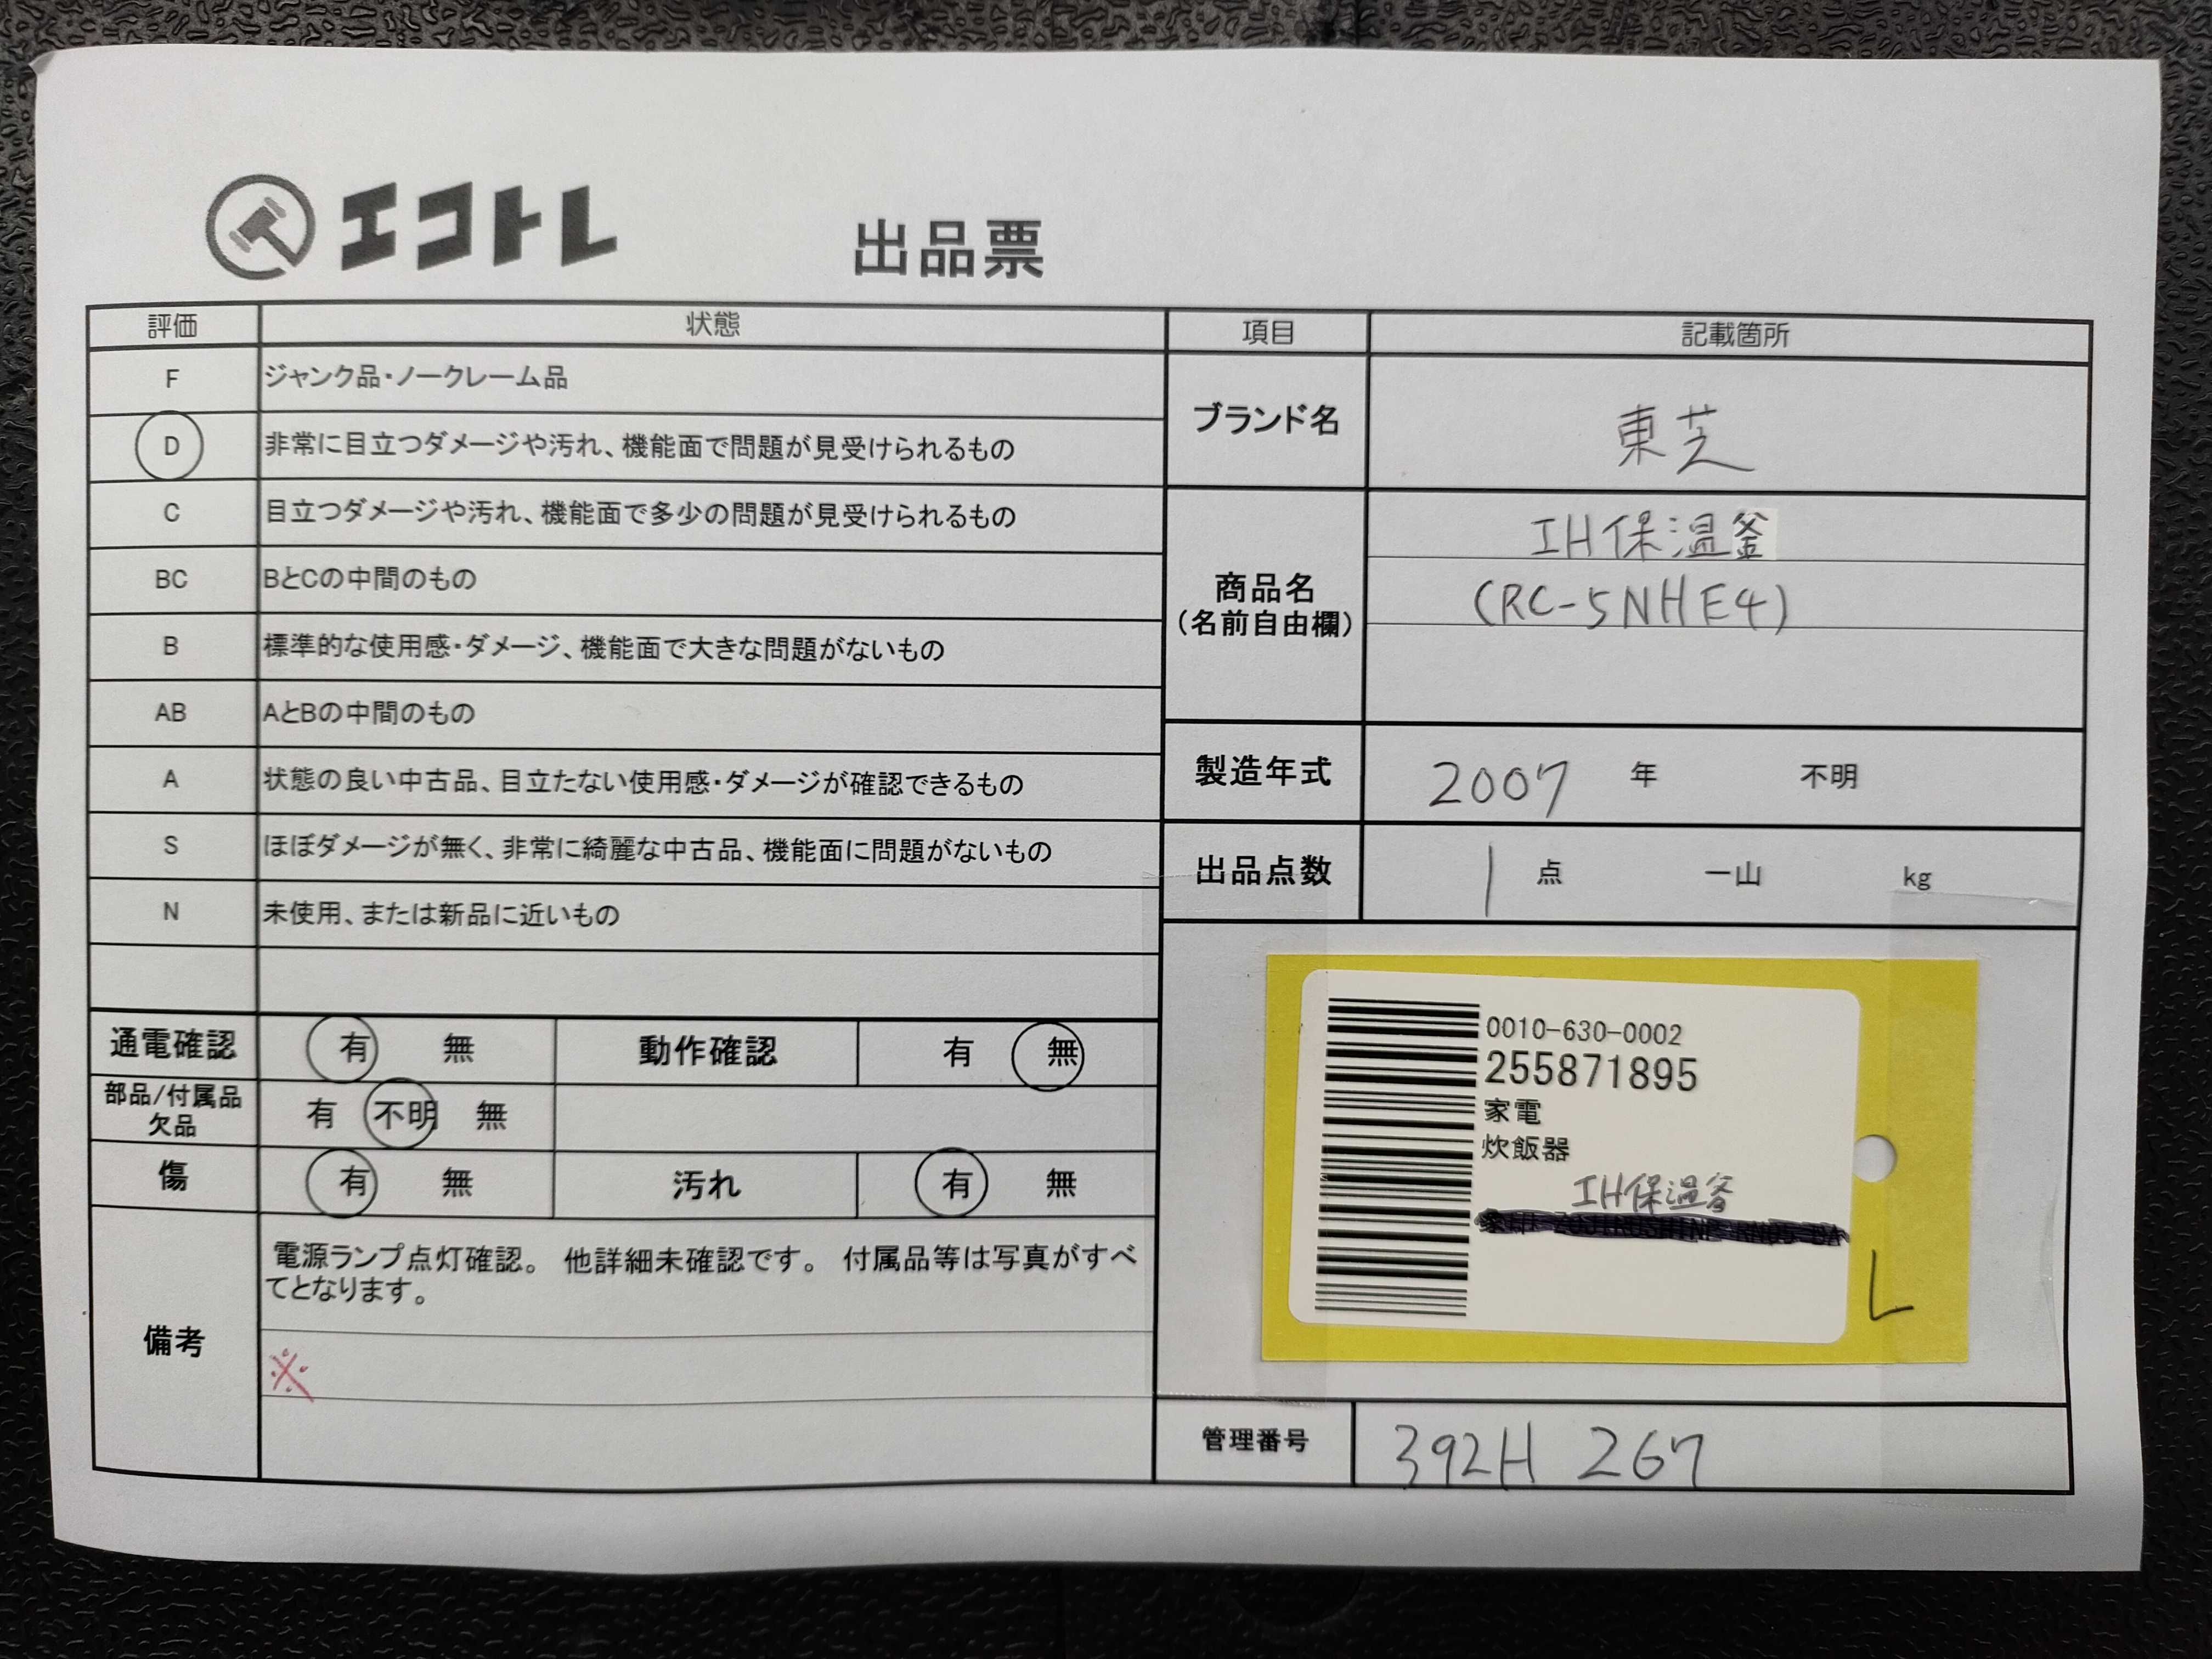 エコトレ
出品票
評価 状態
F ジャンク品・ノークレーム品
D 非常に目立つダメージや汚れ、機能面で問題が見受けられるもの
C 目立つダメージや汚れ、機能面で多少の問題が見受けられるもの
BC BとCの中間のもの
B 標準的な使用感・ダメージ、機能面で大きな問題がないもの
AB AとBの中間のもの
A 状態の良い中古品、目立たない使用感・ダメージが確認できるもの
S ほぼダメージが無く、非常に綺麗な中古品、機能面に問題がないもの
N 未使用、または新品に近いもの
通電確認 有 無 動作確認 有 無
部品/付属品
欠品 有 不明 無
傷 有 無 汚れ 有 無
備考
電源ランプ点灯確認。 他詳細未確認です。 付属品等は写真がすべ
てとなります。
※
項目 記載箇所
ブランド名 東芝
商品名
(名前自由欄)
IH保温釜
(RC-5NHE4)
製造年式 2007 年 不明
出品点数 1 点 一山 kg
0010-630-0002
255871895
家電
炊飯器
IH保温釜
L
管理番号 392H 267